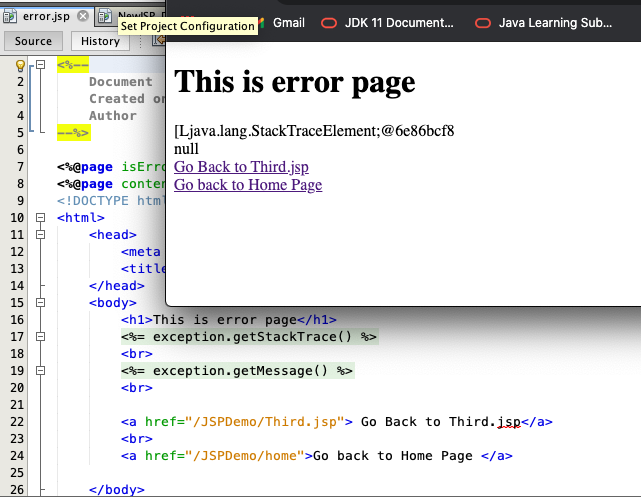 error.jsp
NewJSP
Set Project Configuration
Source
History
Gmail
JDK 11 Document...
Java Learning Sub...
This is error page
[Ljava.lang.StackTraceElement;@6e86bcf8
null
Go Back to Third.jsp
Go back to Home Page
<%--
2 Document
3 Created on
4 Author
5 --%>
6
7 <%@page isErro
8 <%@page conten
9 <!DOCTYPE html
10 <html>
11 <head>
12 <meta
13 <title
14 </head>
15 <body>
16 <h1>This is error page</h1>
17 <%= exception.getStackTrace() %>
18 <br>
19 <%= exception.getMessage() %>
20 <br>
21
22 <a href="/JSPDemo/Third.jsp"> Go Back to Third.jsp</a>
23 <br>
24 <a href="/JSPDemo/home">Go back to Home Page </a>
25
26 </body>